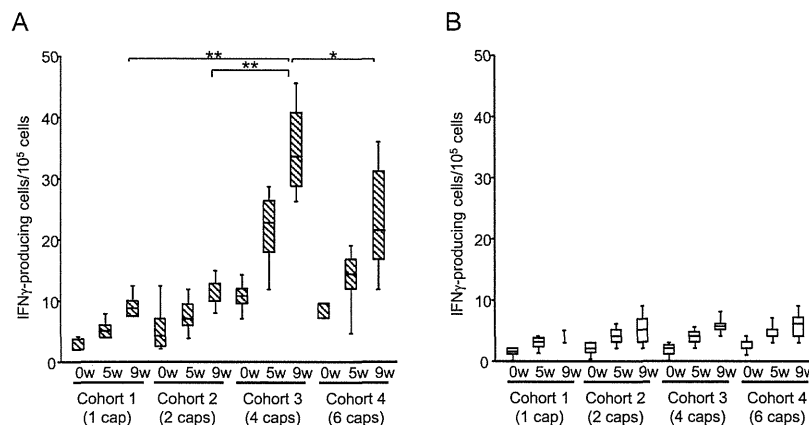 A
IFNγ-producing cells/10⁵ cells
50
40
30
20
10
0
** *
**
0w 5w 9w 0w 5w 9w 0w 5w 9w 0w 5w 9w
Cohort 1 Cohort 2 Cohort 3 Cohort 4
(1 cap) (2 caps) (4 caps) (6 caps)
B
IFNγ-producing cells/10⁵ cells
50
40
30
20
10
0
0w 5w 9w 0w 5w 9w 0w 5w 9w 0w 5w 9w
Cohort 1 Cohort 2 Cohort 3 Cohort 4
(1 cap) (2 caps) (4 caps) (6 caps)